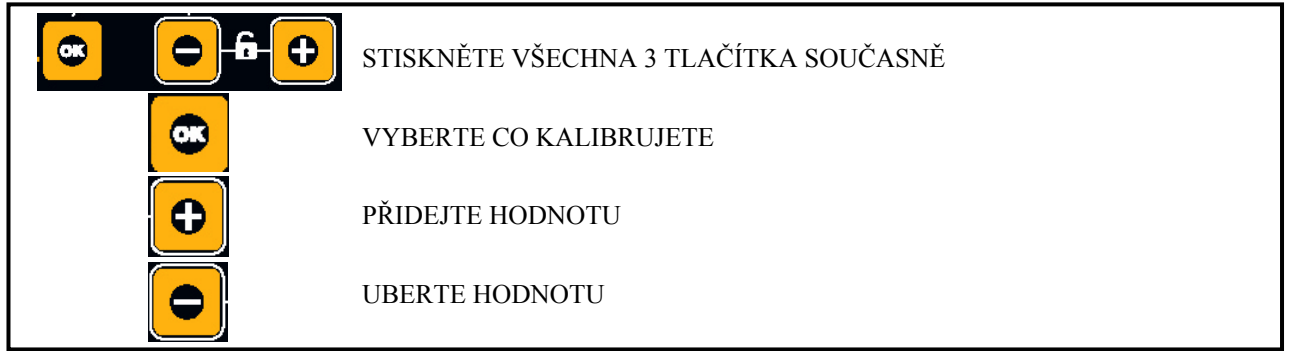 OK STISKNĚTE VŠECHNA 3 TLAČÍTKA SOUČASNĚ
OK VYBERTE CO KALIBRUJETE
PŘIDEJTE HODNOTU
UBERTE HODNOTU